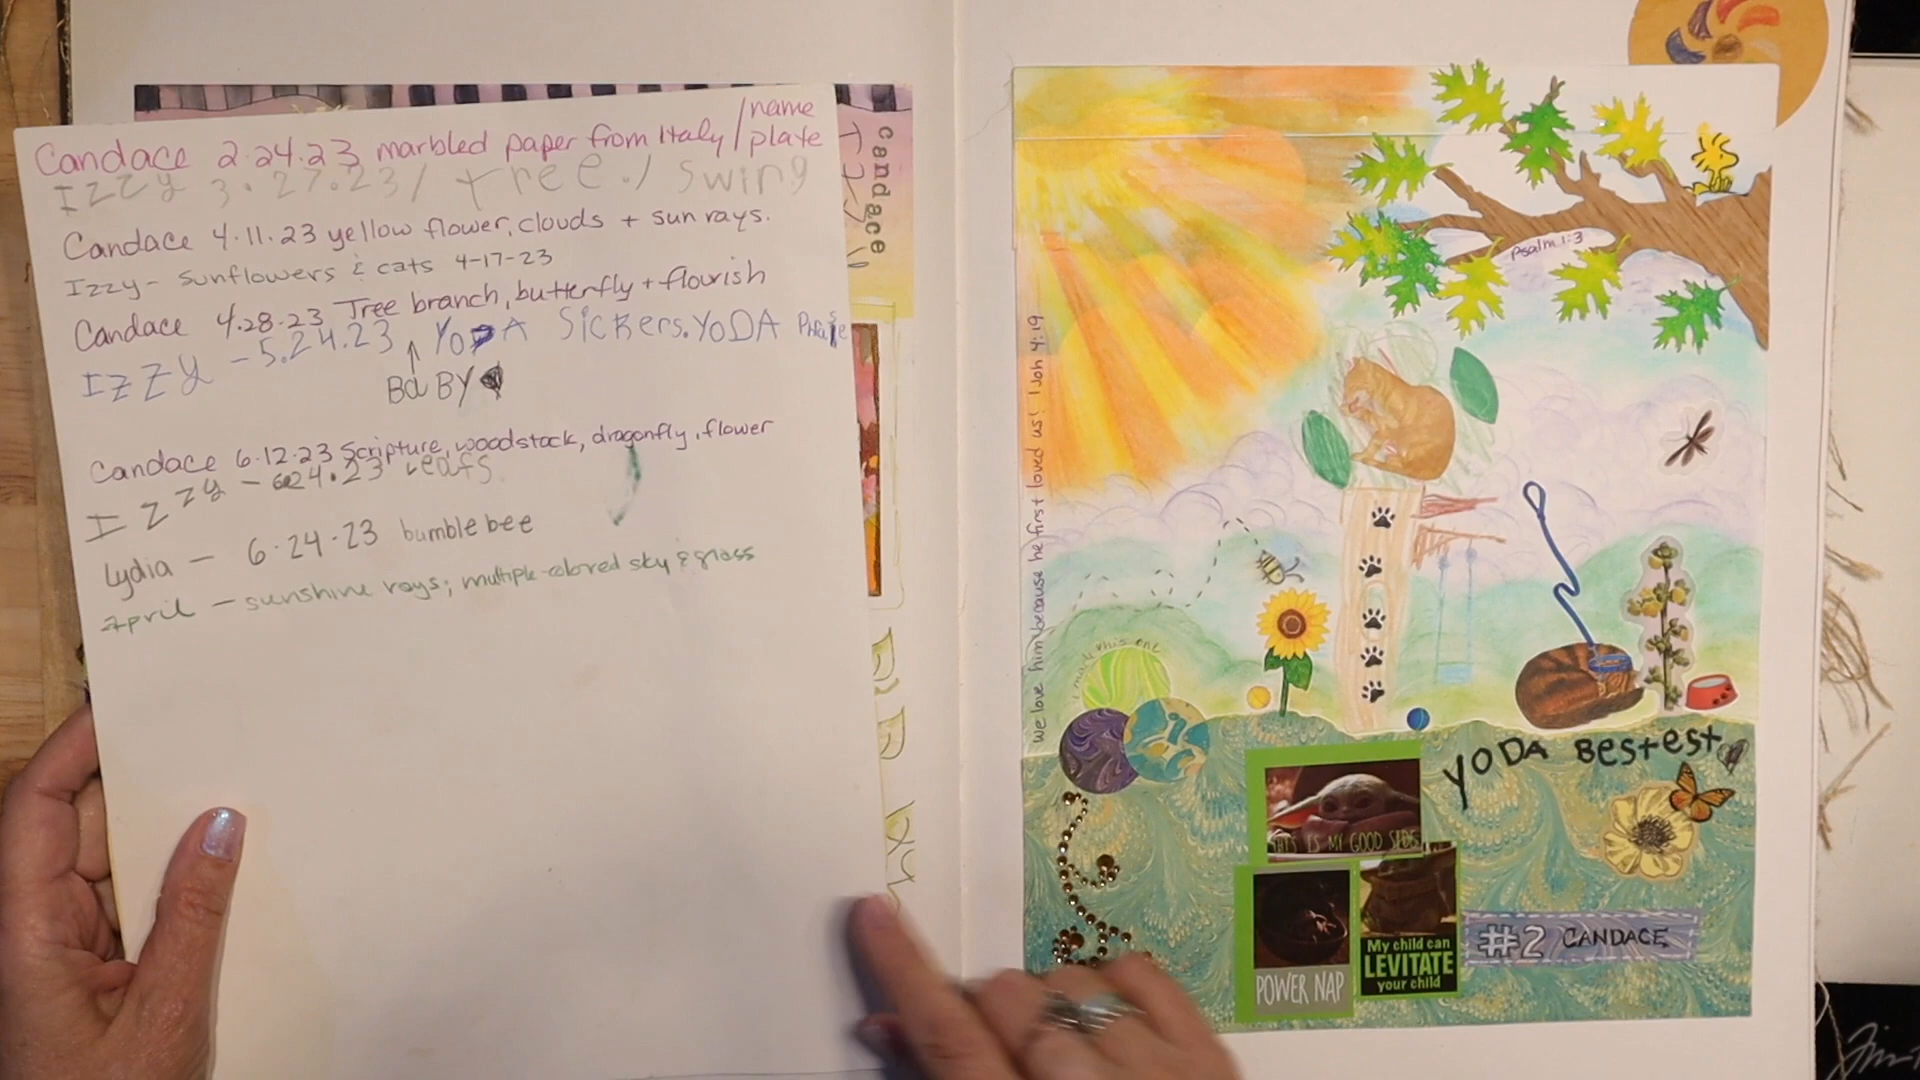 Candace 2.24.23 marbled paper from Italy / name plate
Izzy 3.27.23 / tree. / swing
Candace 4.11.23 yellow flower, clouds + sun rays.
Izzy - Sunflowers & cats 4-17-23
Candace 4.28.23 Tree branch, butterfly + flourish
IZZY - 5.24.23 YODA Sickers. YODA Phrase
BaBY
Candace 6.12.23 Scripture, woodstock, dragonfly, flower
IZZY - 624.23 Leafs.
Lydia - 6.24.23 bumble bee
April - sunshine rays; multiple-colored sky & grass
candace
Psalm 1:3
We love him because he first loved us! 1 Joh 4:19
I made this one
YODA Bestest
THIS IS MY GOOD SIDE
POWER NAP
My child can
LEVITATE
your child
#2 CANDACE